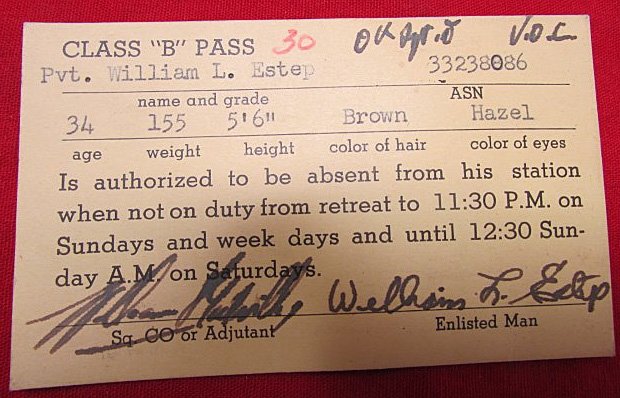 CLASS "B" PASS 30 OK V.O.C.
Pvt. William L. Estep 33238086
name and grade ASN
34 155 5'6" Brown Hazel
age weight height color of hair color of eyes
Is authorized to be absent from his station
when not on duty from retreat to 11:30 P.M. on
Sundays and week days and until 12:30 Sun-
day A.M. on Saturdays.
William L. Estep
Sq. CO or Adjutant Enlisted Man